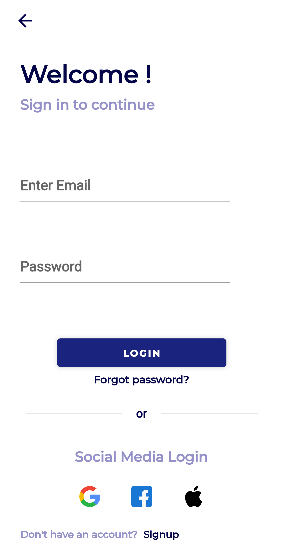 Welcome !
Sign in to continue
Enter Email
Password
LOGIN
Forgot password?
or
Social Media Login
Don't have an account? Signup